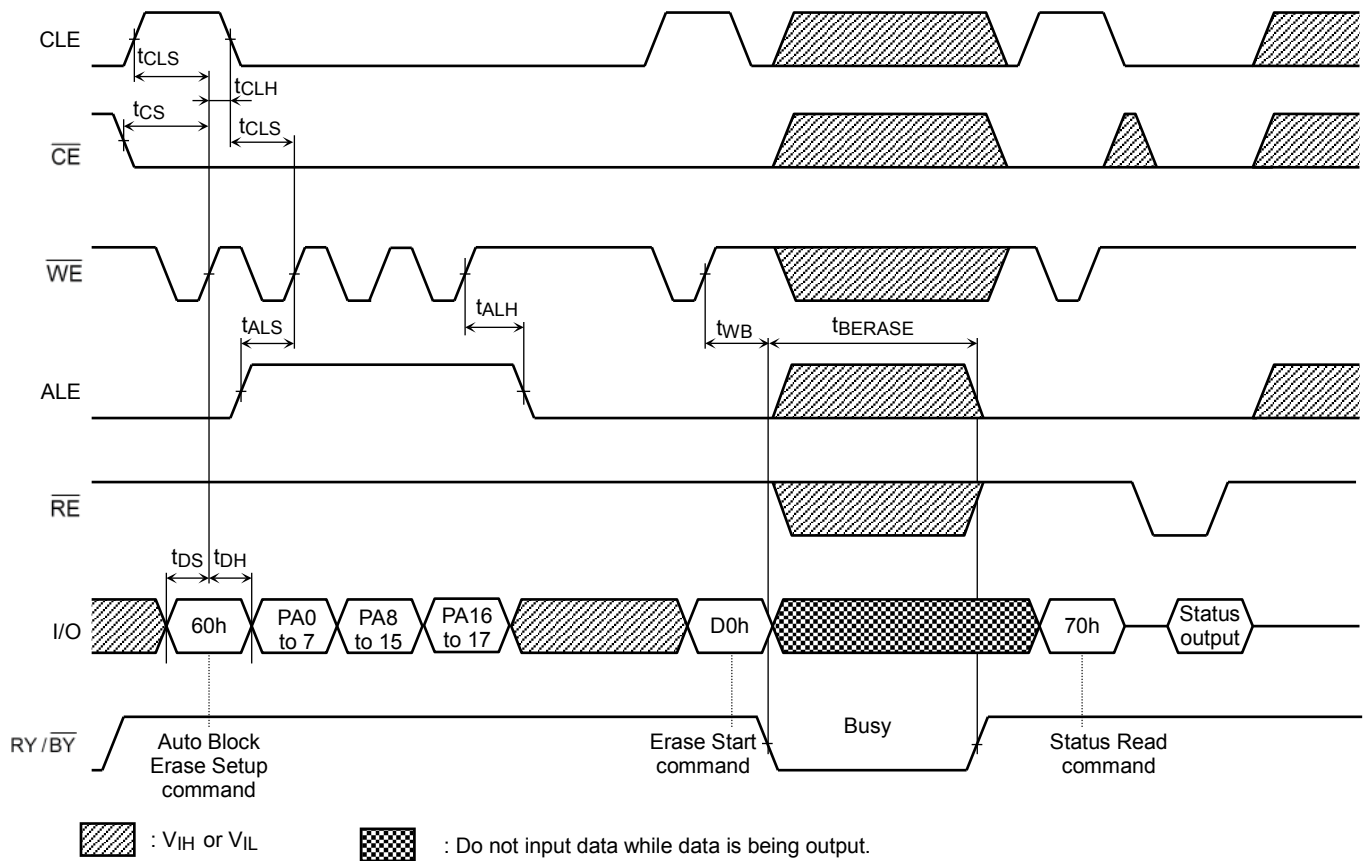 CLE
tCLS
tCLH
tCS
tCLS
CE
WE
tALS
tALH
tWB
tBERASE
ALE
RE
tDS
tDH
I/O
60h
PA0
to 7
PA8
to 15
PA16
to 17
D0h
70h
Status
output
RY/BY
Busy
Auto Block
Erase Setup
command
Erase Start
command
Status Read
command
: VIH or VIL
: Do not input data while data is being output.